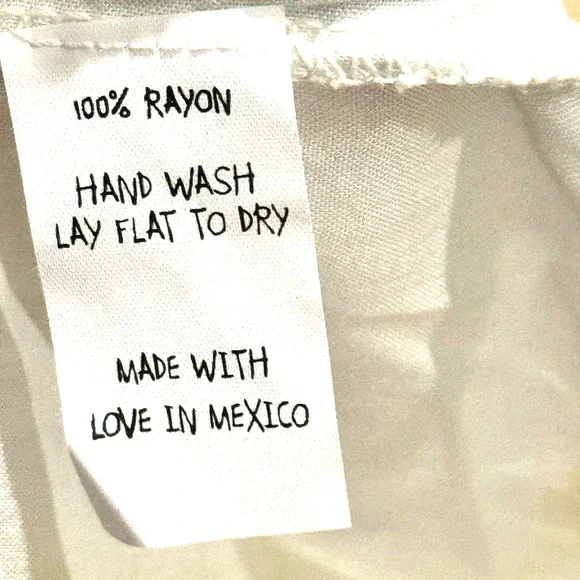 100% RAYON
HAND WASH
LAY FLAT TO DRY
MADE WITH
LOVE IN MEXICO